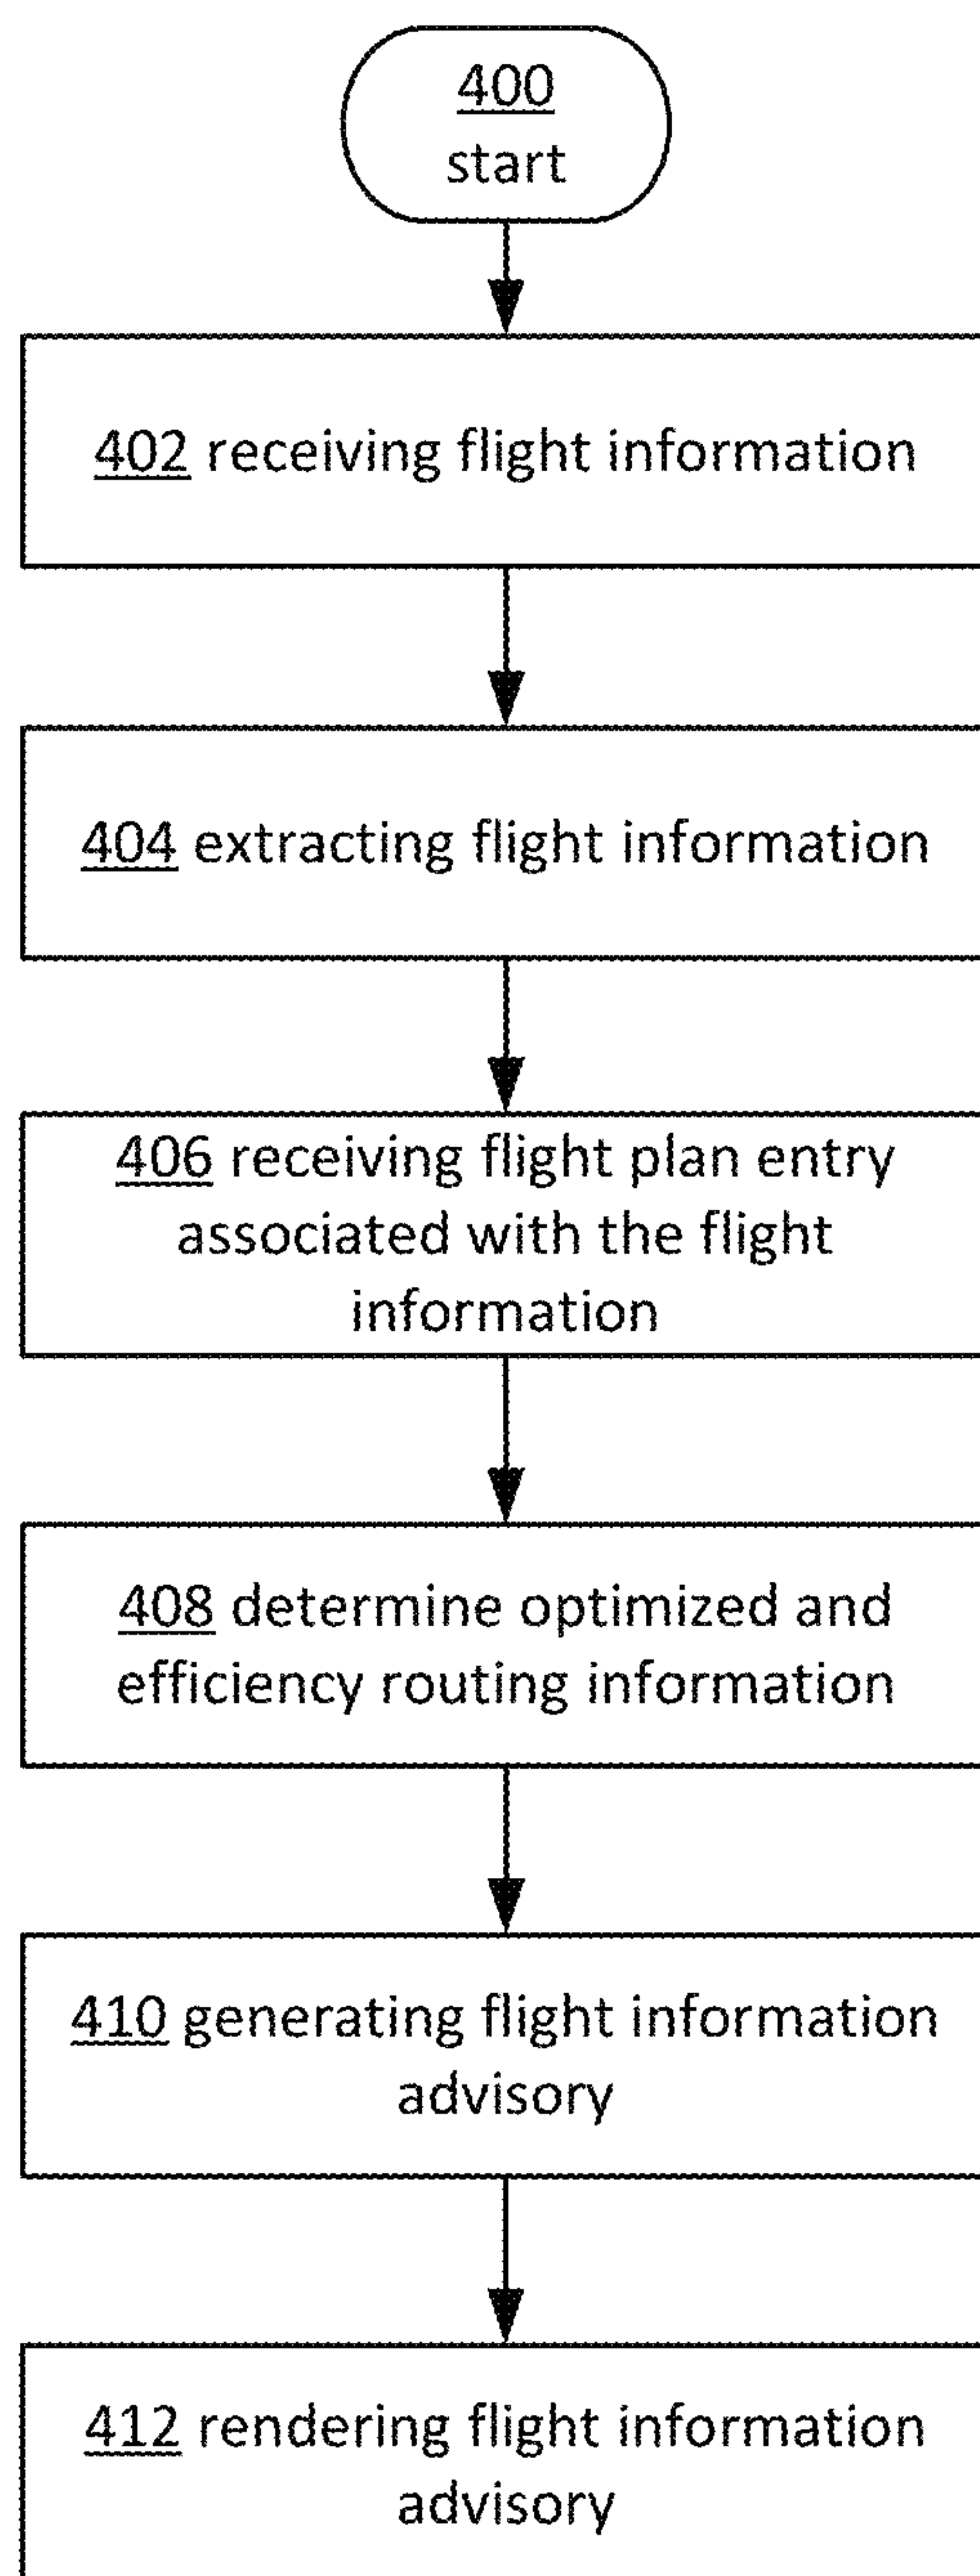 400
start
402 receiving flight information
404 extracting flight information
406 receiving flight plan entry
associated with the flight
information
408 determine optimized and
efficiency routing information
410 generating flight information
advisory
412 rendering flight information
advisory